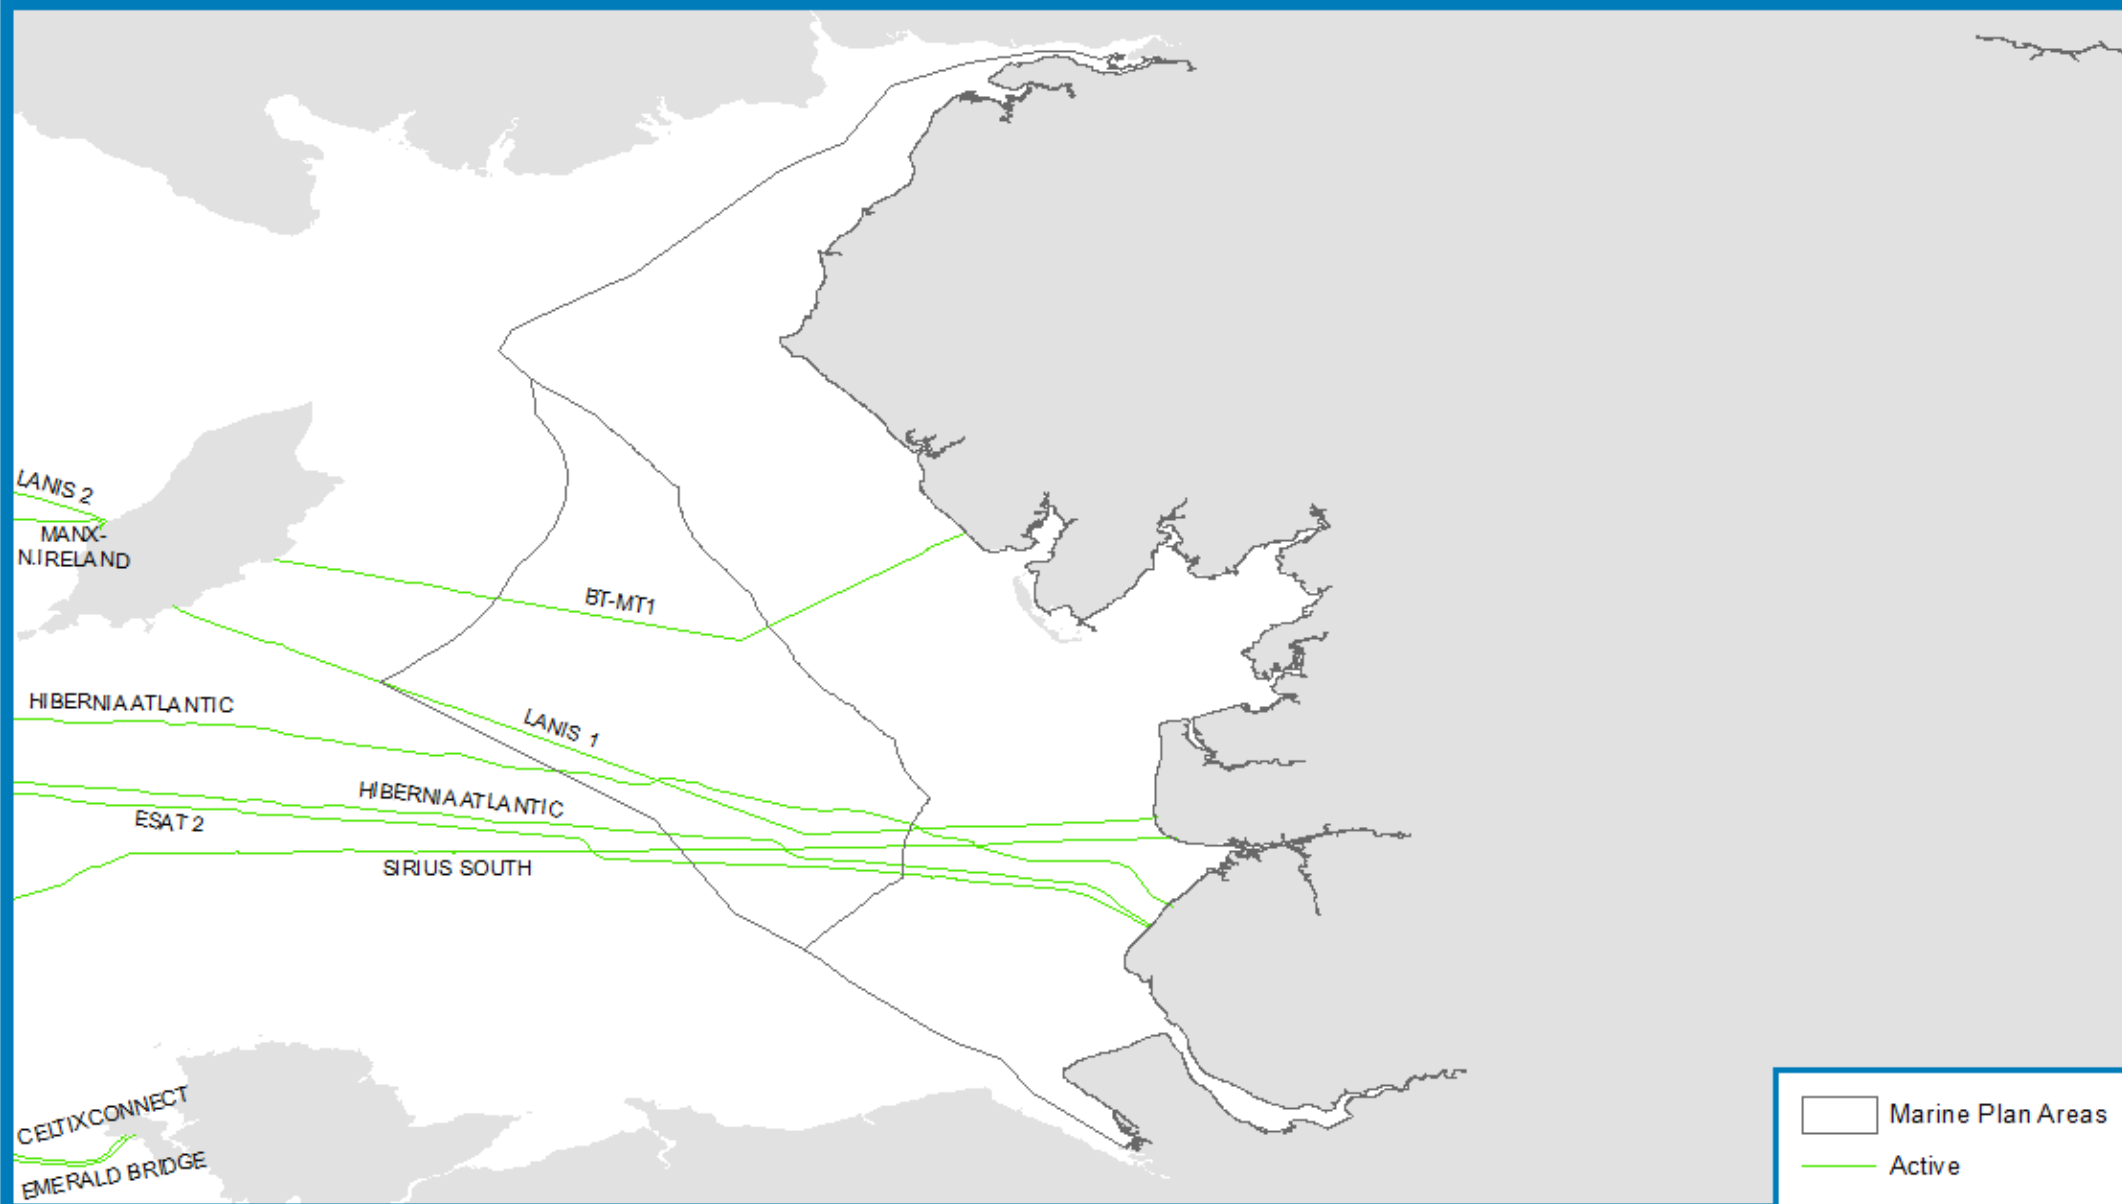 LANIS 2
MANX-
N.IRELAND
BT-MT1
HIBERNIA ATLANTIC
LANIS 1
HIBERNIA ATLANTIC
ESAT 2
SIRIUS SOUTH
CELTIXCONNECT
EMERALD BRIDGE
Marine Plan Areas
Active